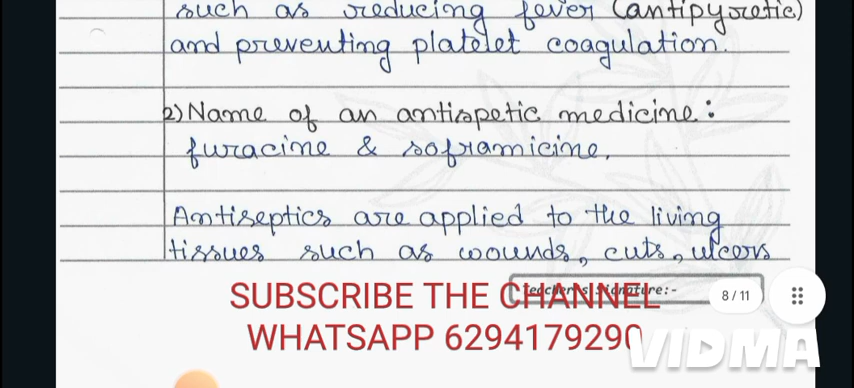 such as reducing fever (antipyretic)
and preventing platelet coagulation.
2) Name of an antispetic medicine:
furacine & soframicine.
Antiseptics are applied to the living
tissues such as wounds, cuts, ulcers
Teacher's Signature:-
SUBSCRIBE THE CHANNEL
8 / 11
WHATSAPP 6294179290
VIDMA